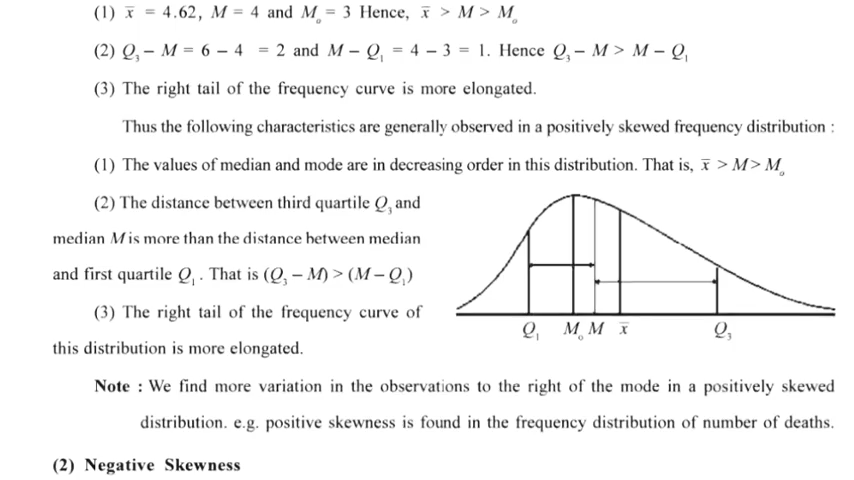 (1) x̄ = 4.62, M = 4 and Mₒ = 3 Hence, x̄ > M > Mₒ
(2) Q₃ – M = 6 – 4 = 2 and M – Q₁ = 4 – 3 = 1. Hence Q₃ – M > M – Q₁
(3) The right tail of the frequency curve is more elongated.
Thus the following characteristics are generally observed in a positively skewed frequency distribution :
(1) The values of median and mode are in decreasing order in this distribution. That is, x̄ > M > Mₒ
(2) The distance between third quartile Q₃ and
median M is more than the distance between median
and first quartile Q₁ . That is (Q₃ – M) > (M – Q₁)
(3) The right tail of the frequency curve of
this distribution is more elongated.
Q₁ Mₒ M x̄ Q₃
Note : We find more variation in the observations to the right of the mode in a positively skewed
distribution. e.g. positive skewness is found in the frequency distribution of number of deaths.
(2) Negative Skewness